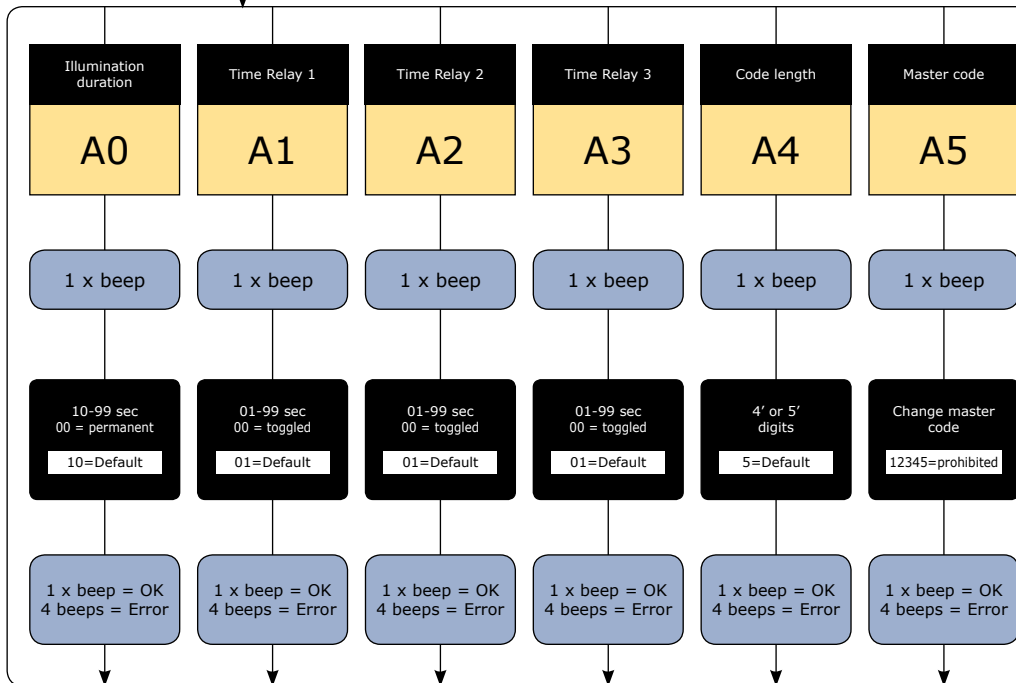 Illumination
duration
Time Relay 1
Time Relay 2
Time Relay 3
Code length
Master code
A0
A1
A2
A3
A4
A5
1 x beep
1 x beep
1 x beep
1 x beep
1 x beep
1 x beep
10-99 sec
00 = permanent
10=Default
01-99 sec
00 = toggled
01=Default
01-99 sec
00 = toggled
01=Default
01-99 sec
00 = toggled
01=Default
4’ or 5’
digits
5=Default
Change master
code
12345=prohibited
1 x beep = OK
4 beeps = Error
1 x beep = OK
4 beeps = Error
1 x beep = OK
4 beeps = Error
1 x beep = OK
4 beeps = Error
1 x beep = OK
4 beeps = Error
1 x beep = OK
4 beeps = Error